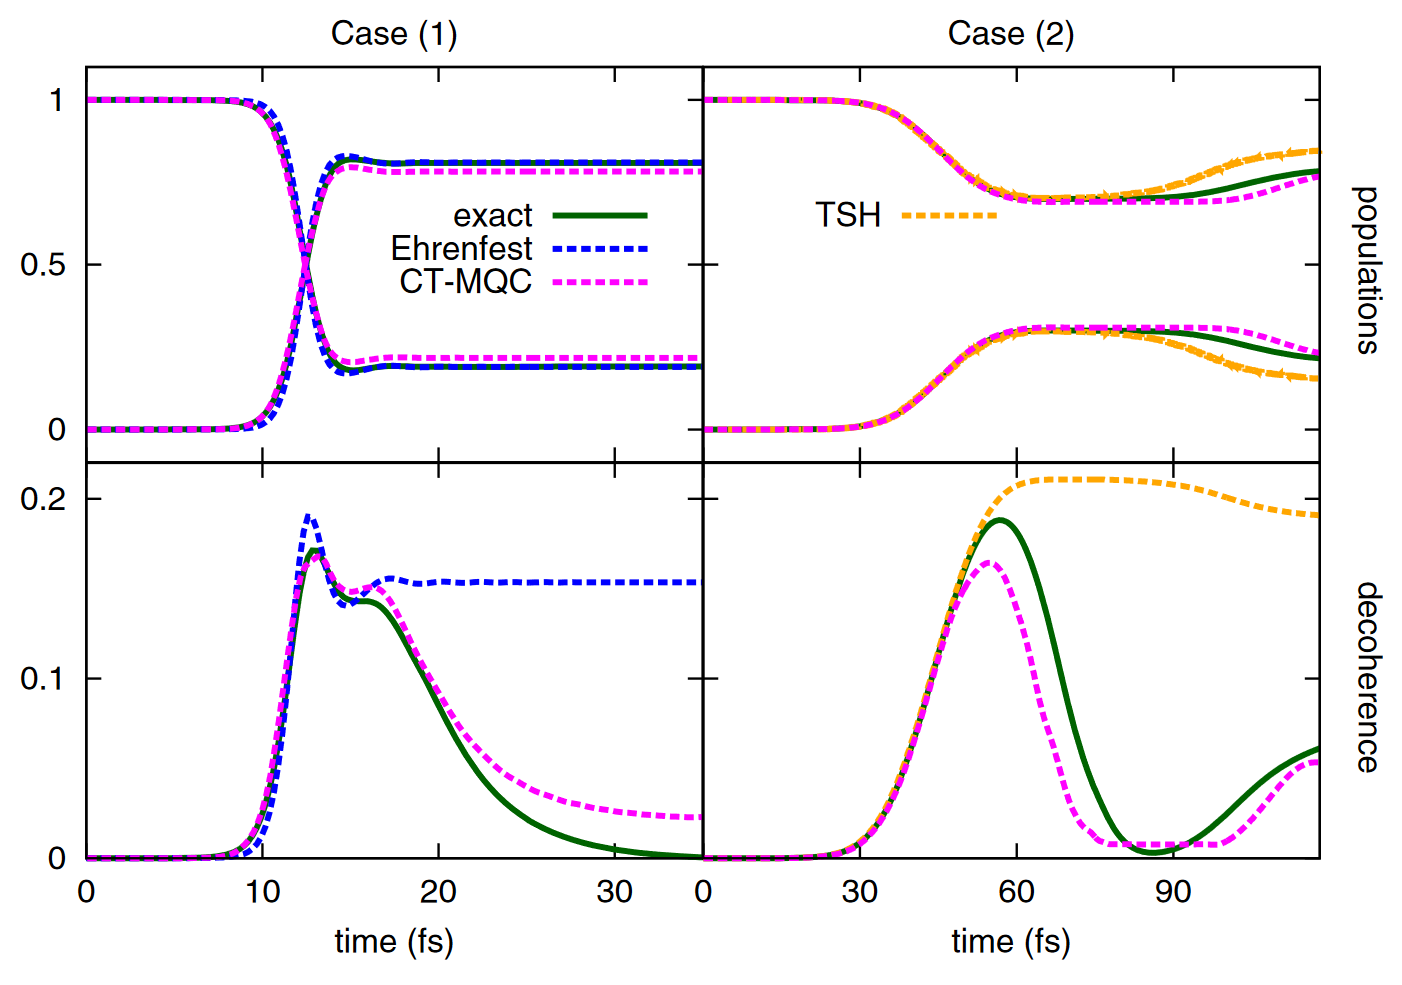 Case (1)
Case (2)
1
0.5
0
exact
Ehrenfest
CT-MQC
TSH
populations
0.2
0.1
0
decoherence
0 10 20 30 0 30 60 90
time (fs)
time (fs)